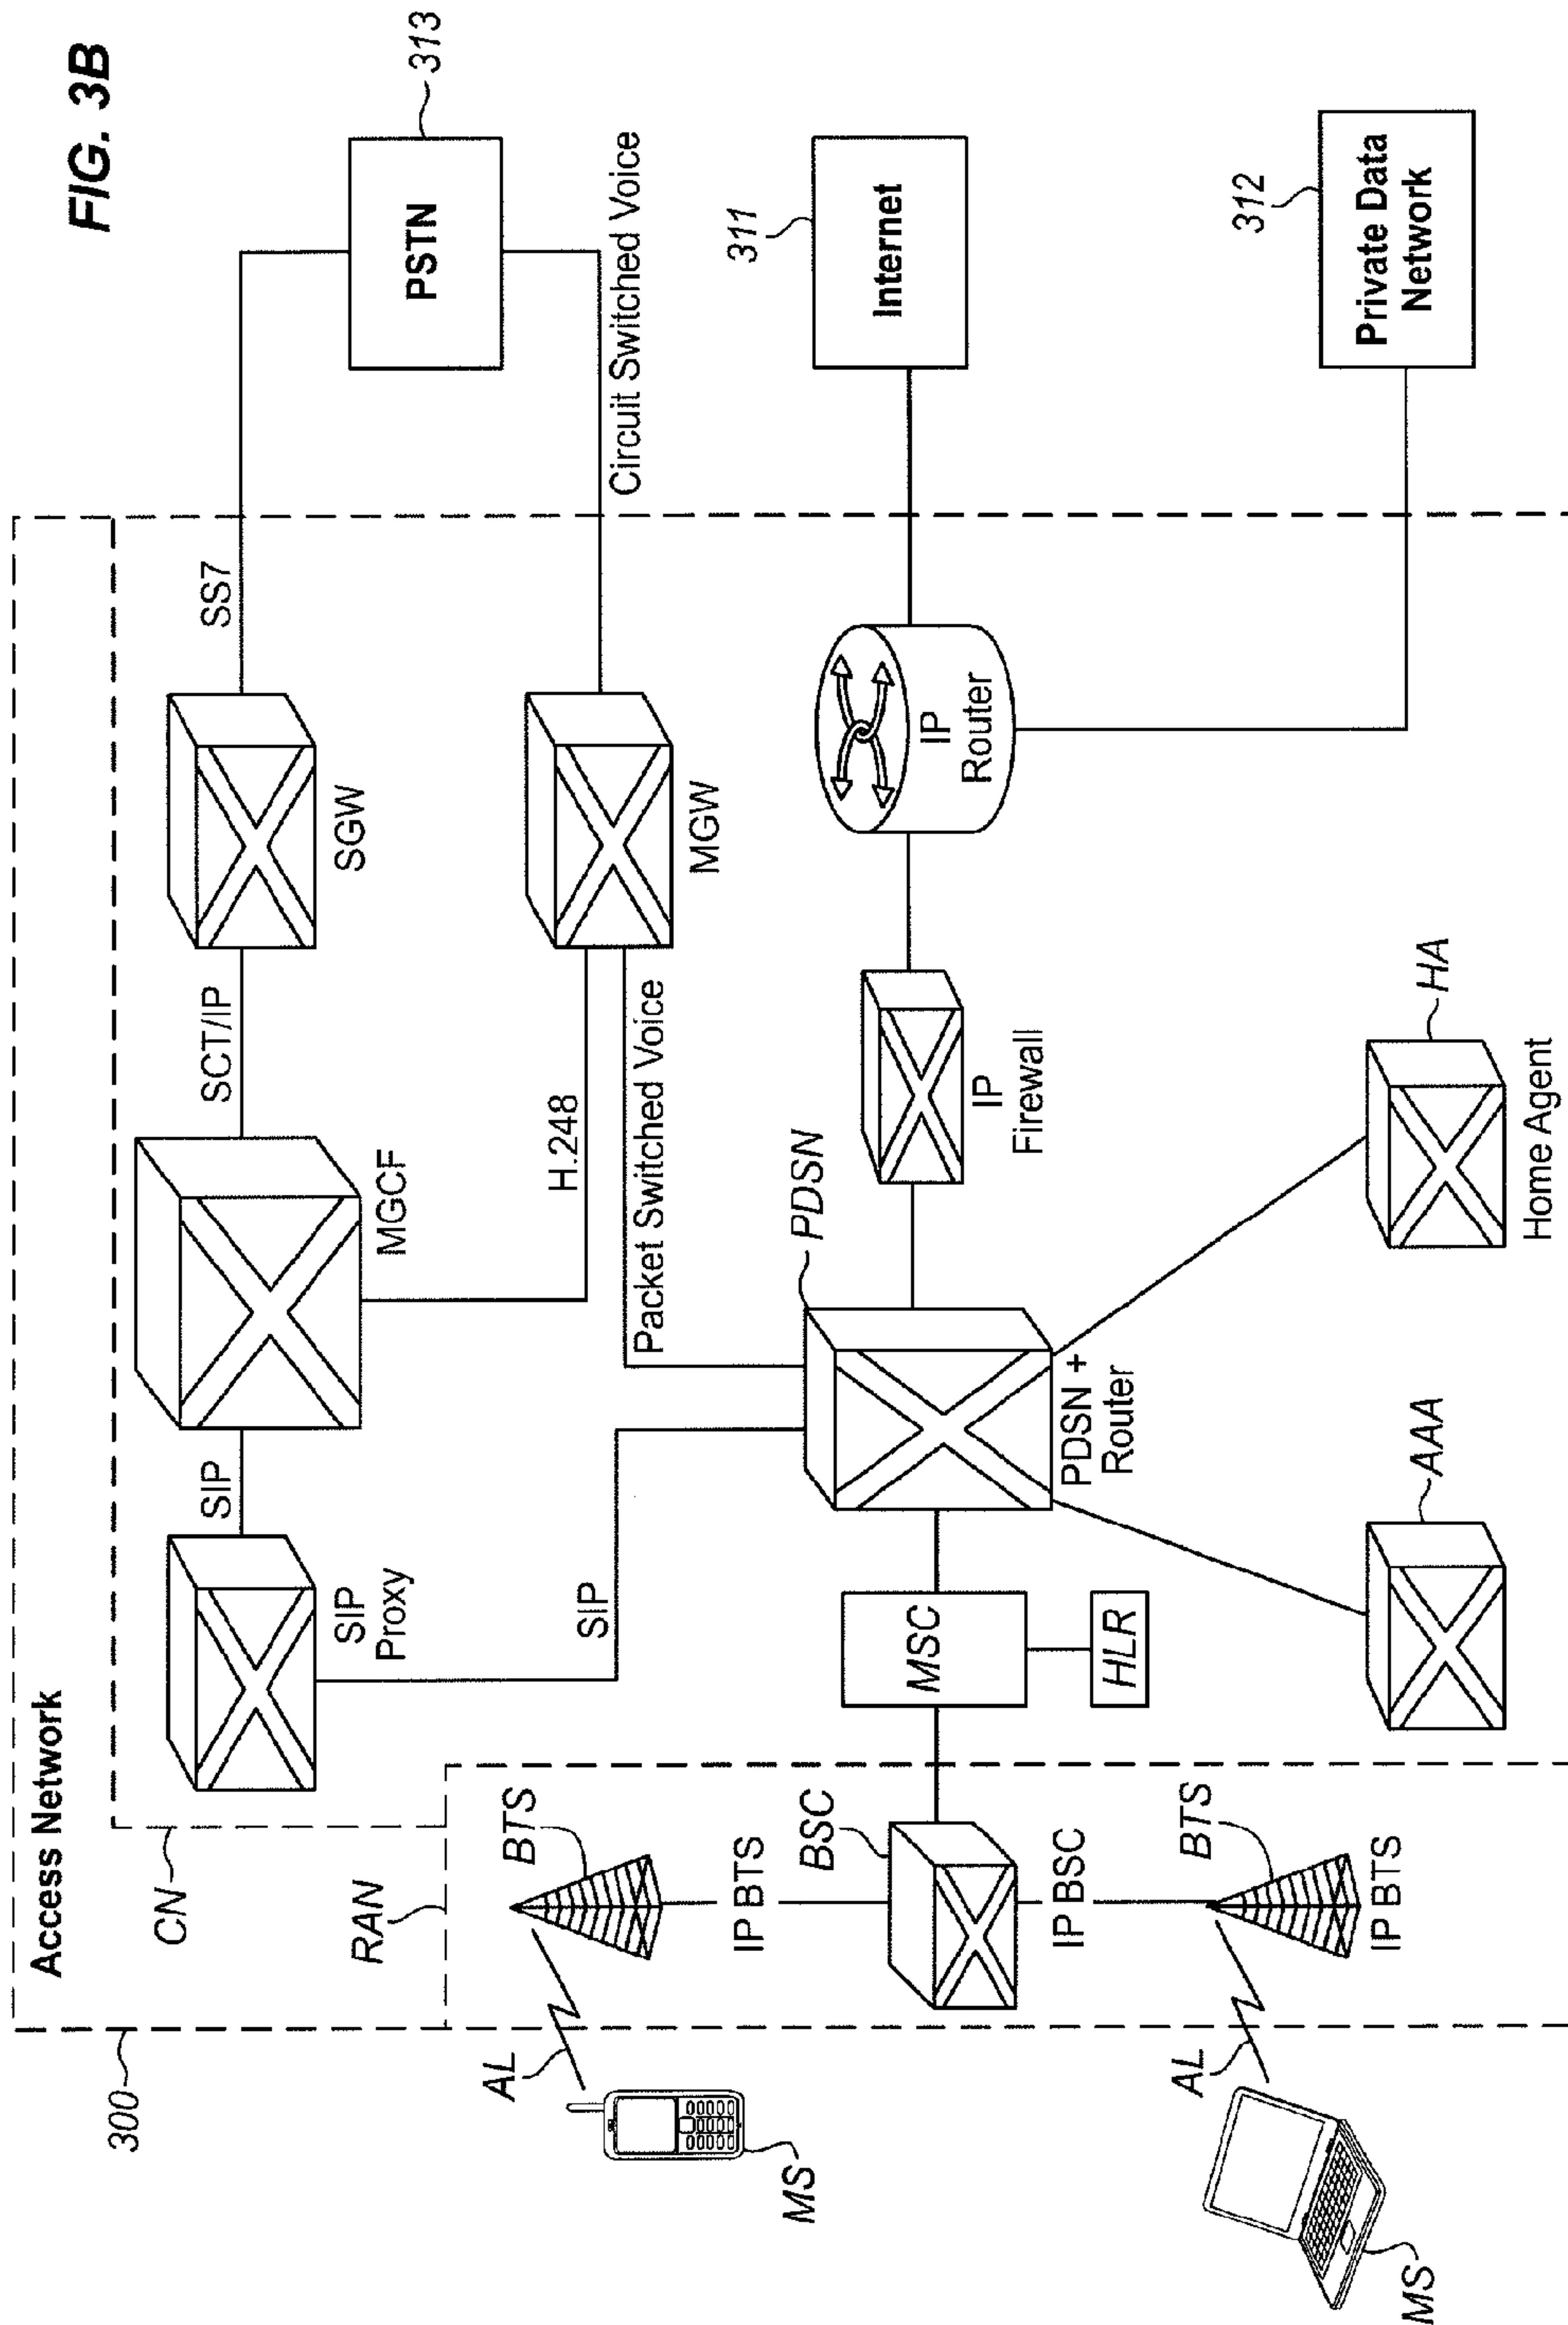 FIG. 3B
Access Network
300
CN
RAN
SIP
Proxy
SIP
MGCF
SCT/IP
SGW
SS7
PSTN
313
H.248
Packet Switched Voice
MGW
Circuit Switched Voice
SIP
AL
MS
BTS
IP BTS
BSC
IP BSC
BTS
IP BTS
AL
MS
MSC
HLR
PDSN
PDSN +
Router
IP
Firewall
IP
Router
Internet
311
AAA
HA
Home Agent
Private Data
Network
312